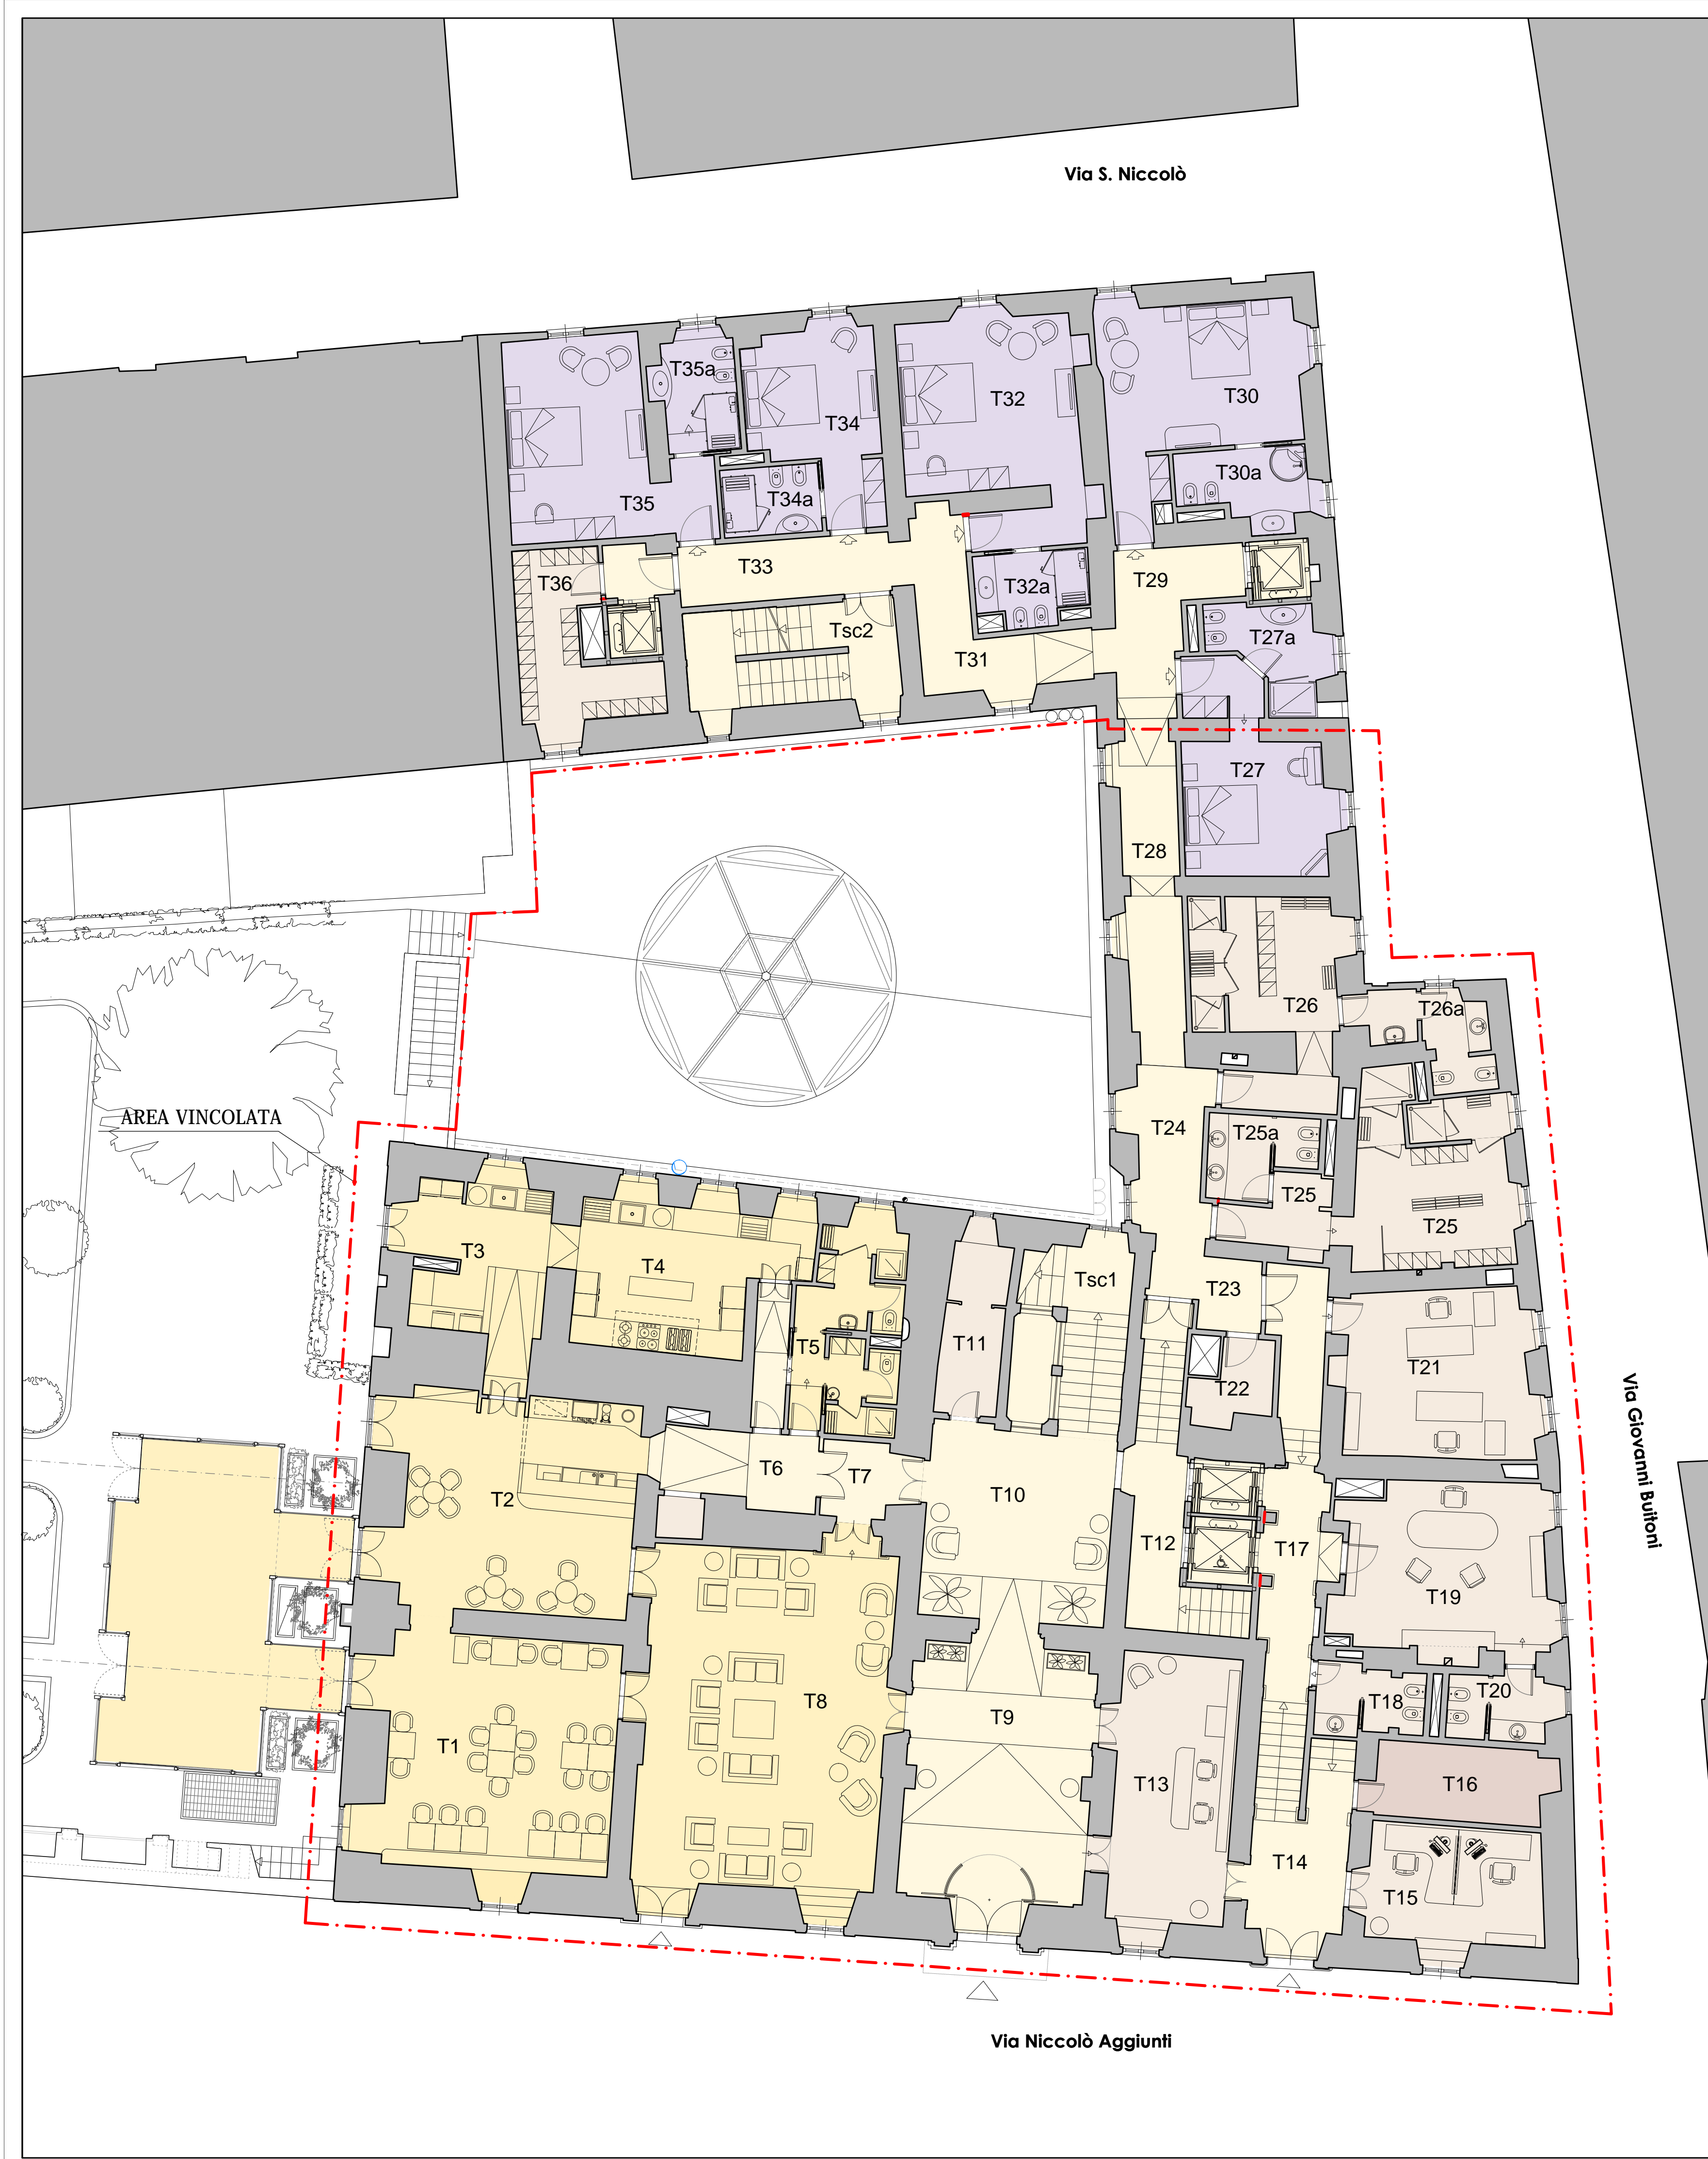 Via S. Niccolò
T35a
T34
T32
T30
T30a
T35
T34a
T36
T33
T32a
T29
Tsc2
T27a
T31
T27
T28
T26
T26a
AREA VINCOLATA
T24
T25a
T25
T25
T3
T4
Tsc1
T23
T5
T11
T22
T21
Via Giovanni Buitoni
T6
T7
T2
T10
T12
T17
T19
T18
T20
T8
T9
T1
T13
T16
T14
T15
Via Niccolò Aggiunti